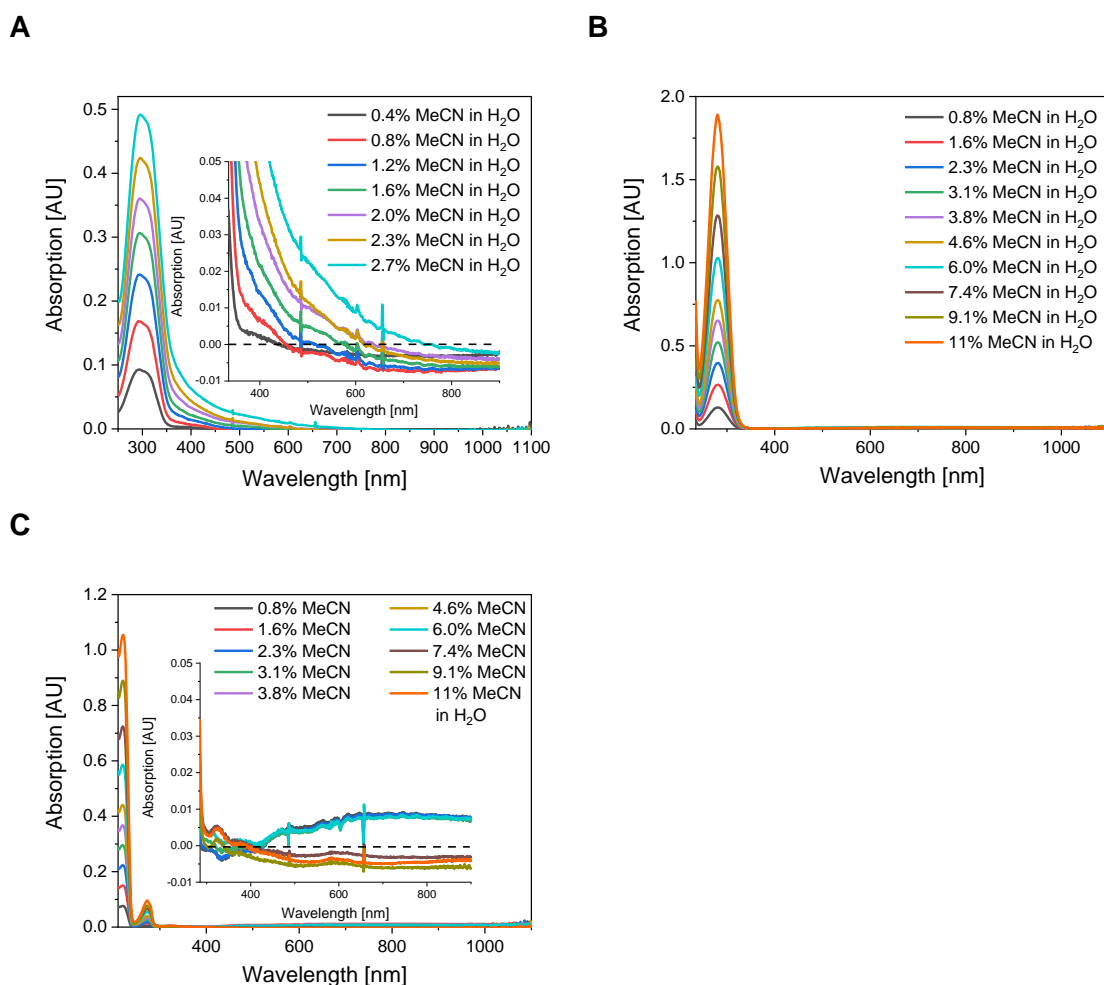 A
B
0.5
0.4
0.3
0.2
0.1
0.0
Absorption [AU]
0.4% MeCN in H₂O
0.8% MeCN in H₂O
1.2% MeCN in H₂O
1.6% MeCN in H₂O
2.0% MeCN in H₂O
2.3% MeCN in H₂O
2.7% MeCN in H₂O
0.05
0.04
0.03
0.02
0.01
0.00
-0.01
Absorption [AU]
400 600 800
Wavelength [nm]
300 400 500 600 700 800 900 1000 1100
Wavelength [nm]
2.0
1.5
1.0
0.5
0.0
Absorption [AU]
0.8% MeCN in H₂O
1.6% MeCN in H₂O
2.3% MeCN in H₂O
3.1% MeCN in H₂O
3.8% MeCN in H₂O
4.6% MeCN in H₂O
6.0% MeCN in H₂O
7.4% MeCN in H₂O
9.1% MeCN in H₂O
11% MeCN in H₂O
400 600 800 1000
Wavelength [nm]
C
1.2
1.0
0.8
0.6
0.4
0.2
0.0
Absorption [AU]
0.8% MeCN
1.6% MeCN
2.3% MeCN
3.1% MeCN
3.8% MeCN
4.6% MeCN
6.0% MeCN
7.4% MeCN
9.1% MeCN
11% MeCN
in H₂O
0.05
0.04
0.03
0.02
0.01
0.00
-0.01
Absorption [AU]
400 600 800
Wavelength [nm]
400 600 800 1000
Wavelength [nm]